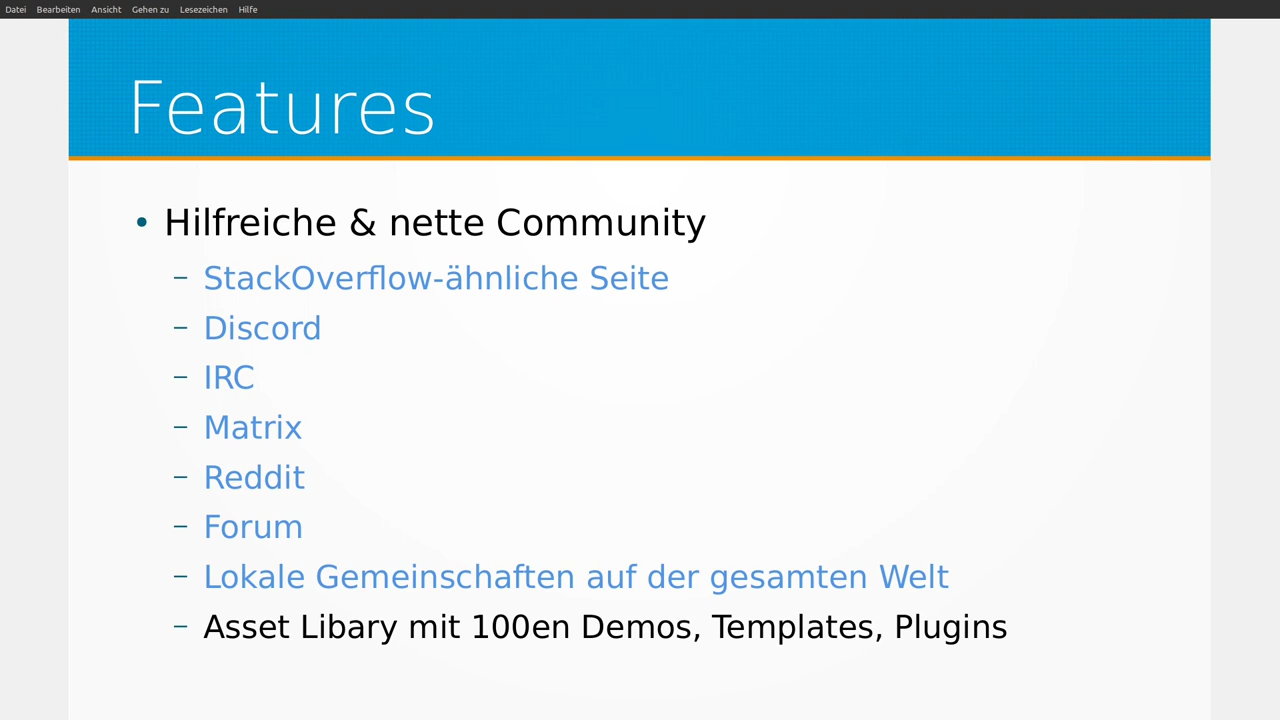 Datei Bearbeiten Ansicht Gehen zu Lesezeichen Hilfe
Features
• Hilfreiche & nette Community
– StackOverflow-ähnliche Seite
– Discord
– IRC
– Matrix
– Reddit
– Forum
– Lokale Gemeinschaften auf der gesamten Welt
– Asset Libary mit 100en Demos, Templates, Plugins